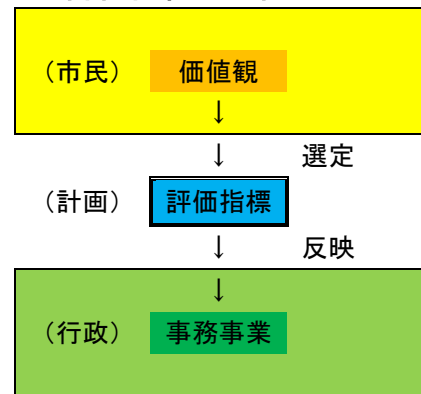 （市民） 価値観
↓
↓ 選定
（計画） 評価指標
↓ 反映
↓
（行政） 事務事業